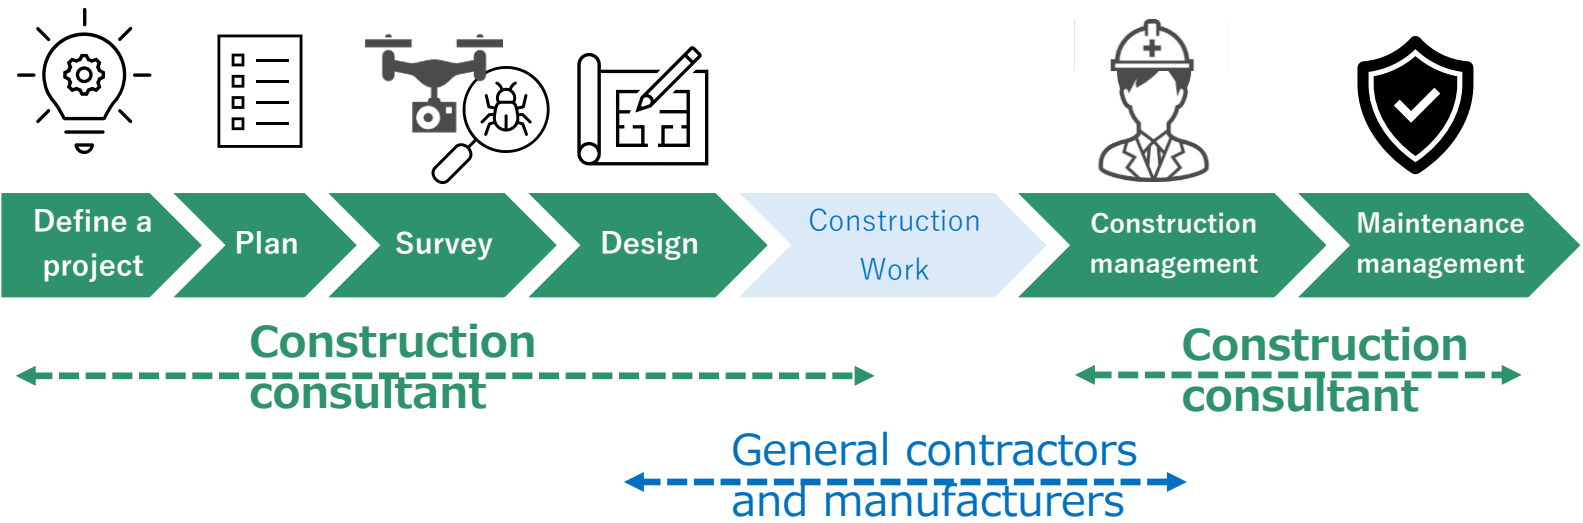 Define a
project
Plan
Survey
Design
Construction
Work
Construction
management
Maintenance
management
Construction
consultant
Construction
consultant
General contractors
and manufacturers